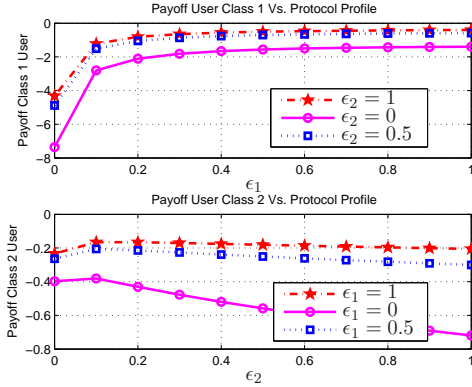 Payoff User Class 1 Vs. Protocol Profile
Payoff Class 1 User
0
−2
−4
−6
−8
0 0.2 0.4 0.6 0.8 1
ϵ1
ϵ2 = 1
ϵ2 = 0
ϵ2 = 0.5
Payoff User Class 2 Vs. Protocol Profile
Payoff Class 2 User
0
−0.2
−0.4
−0.6
−0.8
0 0.2 0.4 0.6 0.8 1
ϵ2
ϵ1 = 1
ϵ1 = 0
ϵ1 = 0.5